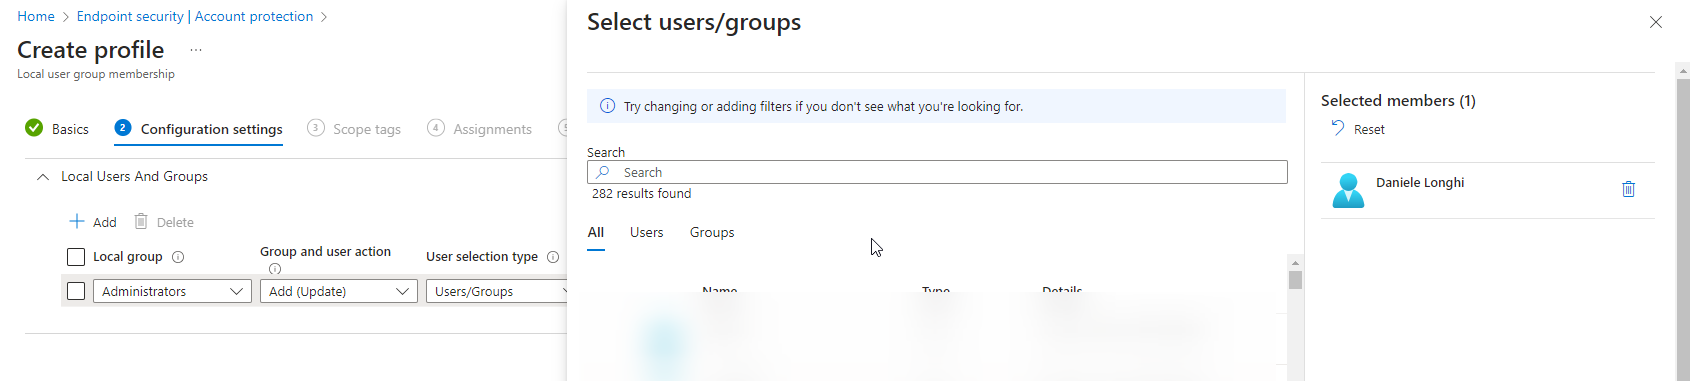 Home > Endpoint security | Account protection >
Create profile ...
Local user group membership
Basics
2 Configuration settings
3 Scope tags
4 Assignments
5
Local Users And Groups
Add
Delete
Local group
Group and user action
User selection type
Administrators
Add (Update)
Users/Groups
Select users/groups
Try changing or adding filters if you don't see what you're looking for.
Search
Search
282 results found
All
Users
Groups
Name
Type
Details
Selected members (1)
Reset
Daniele Longhi